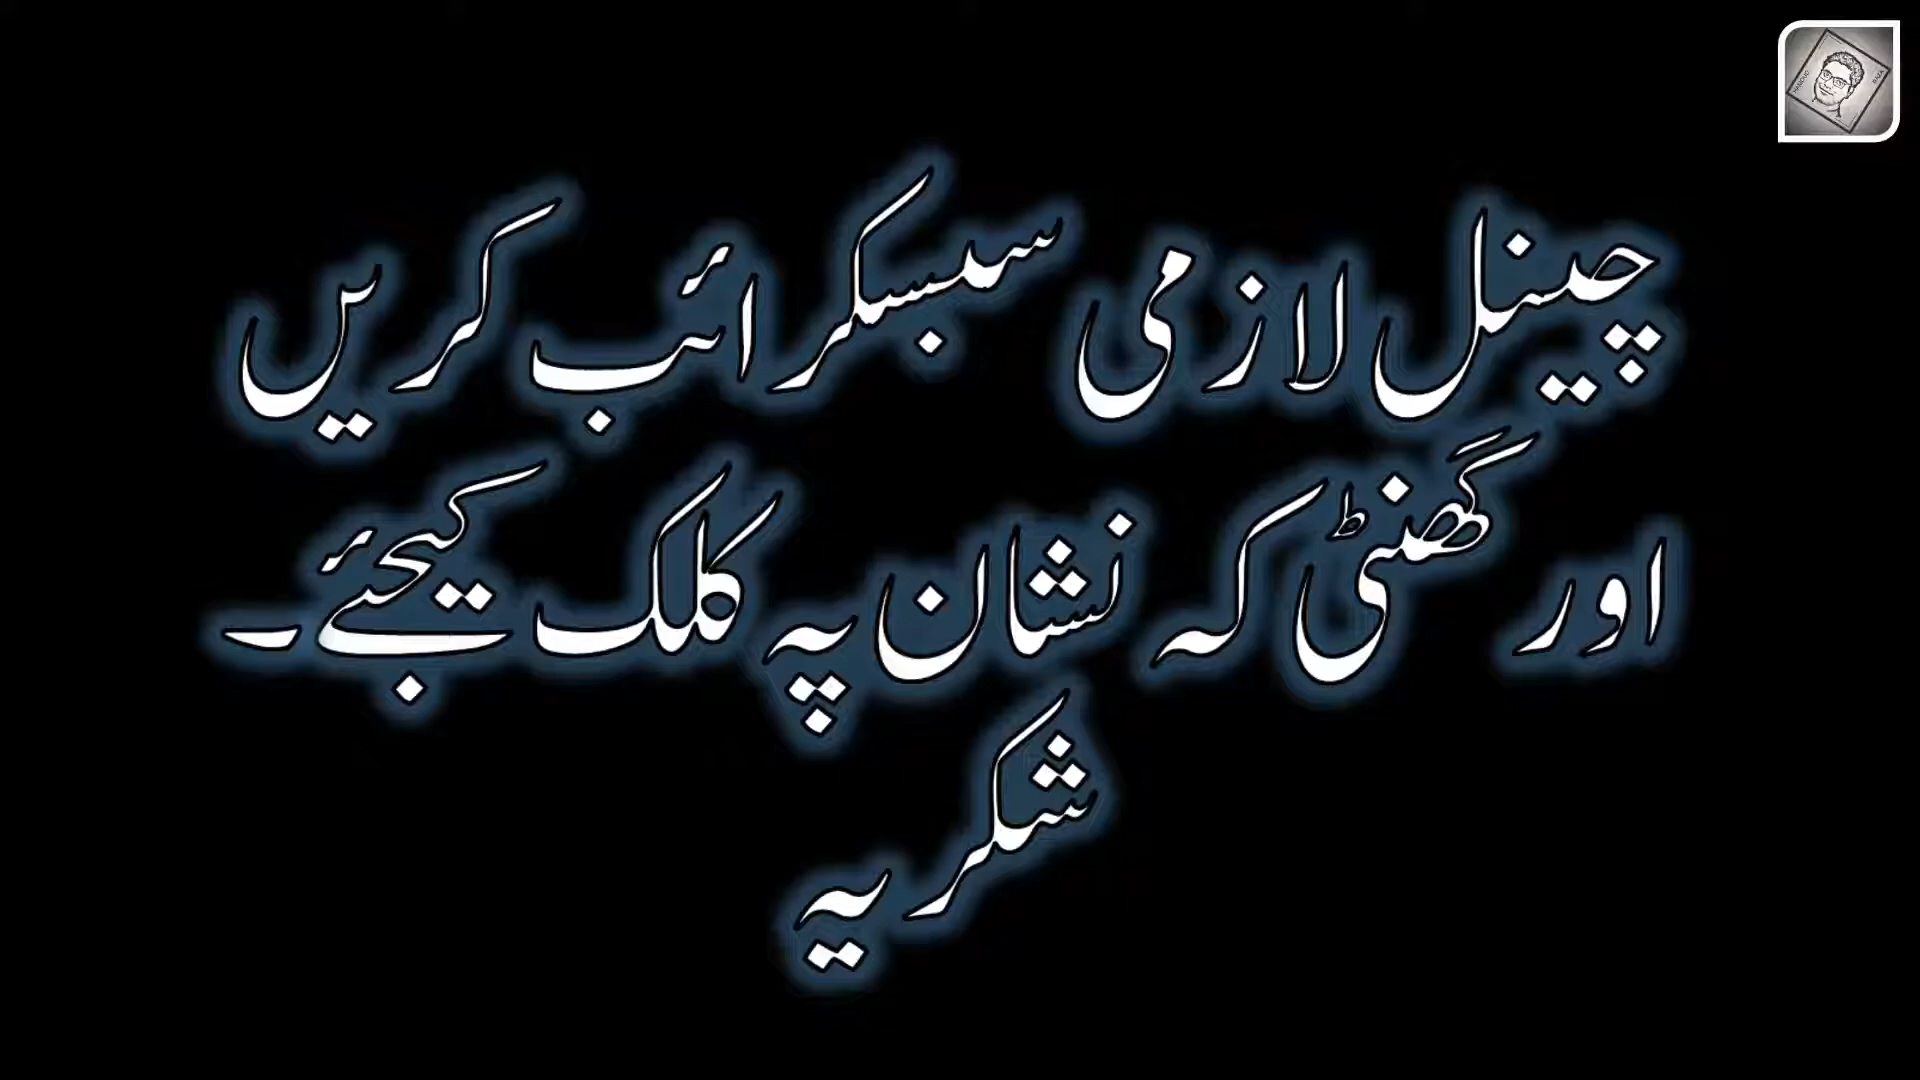 چینل لازمی سبسکرائب کریں
اور گھنٹی کہ نشان پہ کلک کیجئے۔
شکریہ